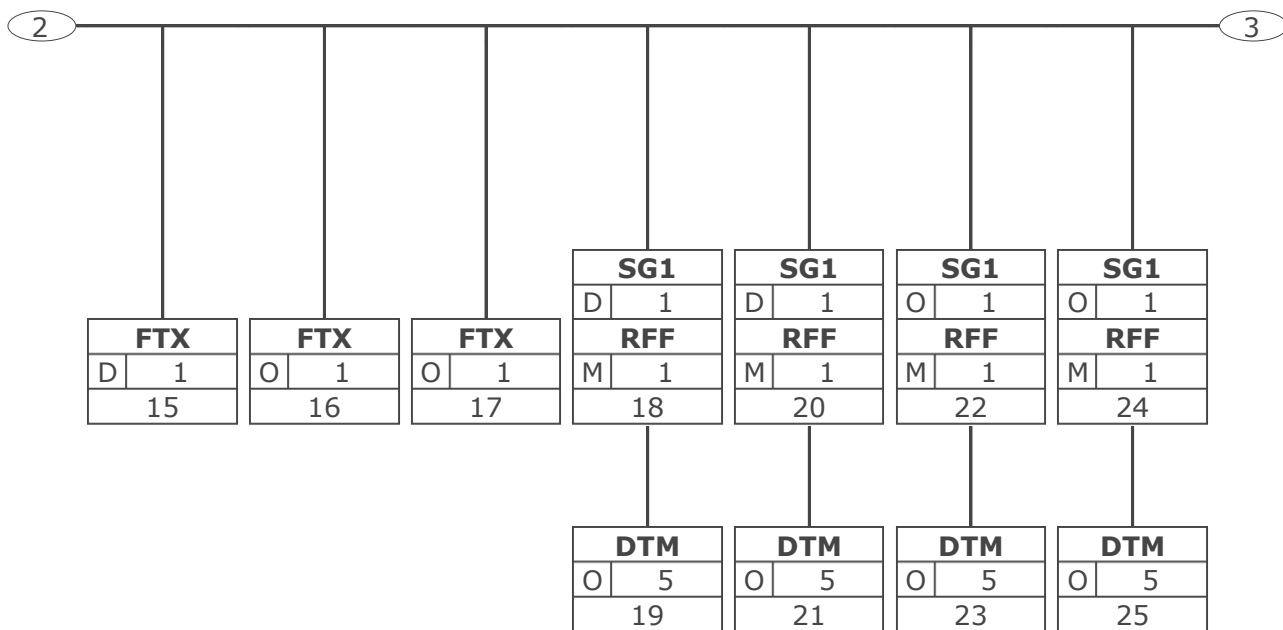 2 3
SG1 SG1 SG1 SG1
D 1 D 1 O 1 O 1
FTX FTX FTX RFF RFF RFF RFF
D 1 O 1 O 1 M 1 M 1 M 1 M 1
15 16 17 18 20 22 24
DTM DTM DTM DTM
O 5 O 5 O 5 O 5
19 21 23 25